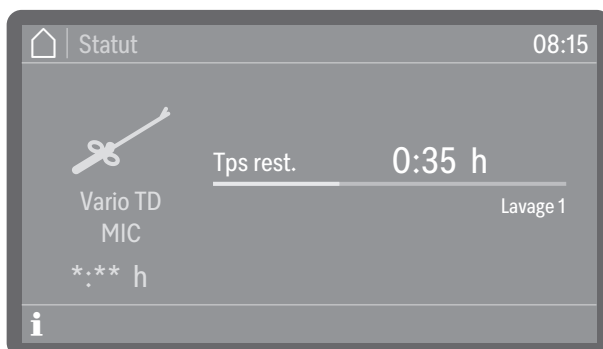 Statut
08:15
Tps rest.
0:35 h
Lavage 1
Vario TD
MIC
*:** h
i